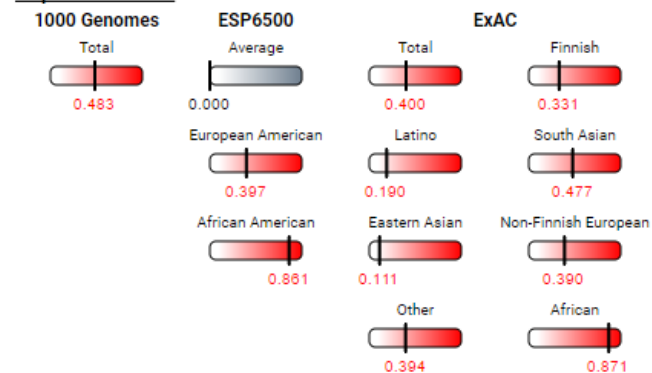 1000 Genomes ESP6500 ExAC
Total Average Total Finnish
0.483 0.000 0.400 0.331
European American Latino South Asian
0.397 0.190 0.477
African American Eastern Asian Non-Finnish European
0.861 0.111 0.390
Other African
0.394 0.871